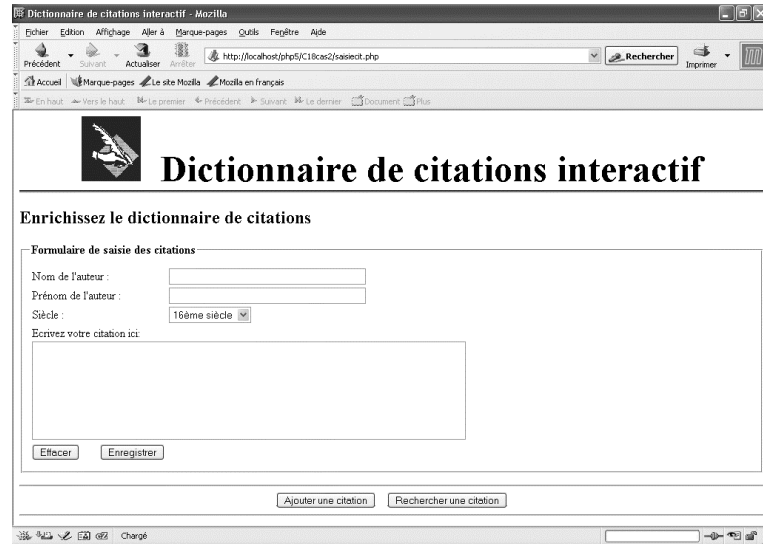 Dictionnaire de citations interactif - Mozilla
Fichier Edition Affichage Aller à Marque-pages Outils Fenêtre Aide
Précédent Suivant Actualiser Arrêter http://localhost/php5/C18cas2/saisiecit.php Rechercher Imprimer
Accueil Marque-pages Le site Mozilla Mozilla en français
En haut Vers le haut Le premier Précédent Suivant Le dernier Document Plus
Dictionnaire de citations interactif
Enrichissez le dictionnaire de citations
Formulaire de saisie des citations
Nom de l'auteur :
Prénom de l'auteur :
Siècle : 16ème siècle
Ecrivez votre citation ici:
Effacer Enregistrer
Ajouter une citation Rechercher une citation
Chargé